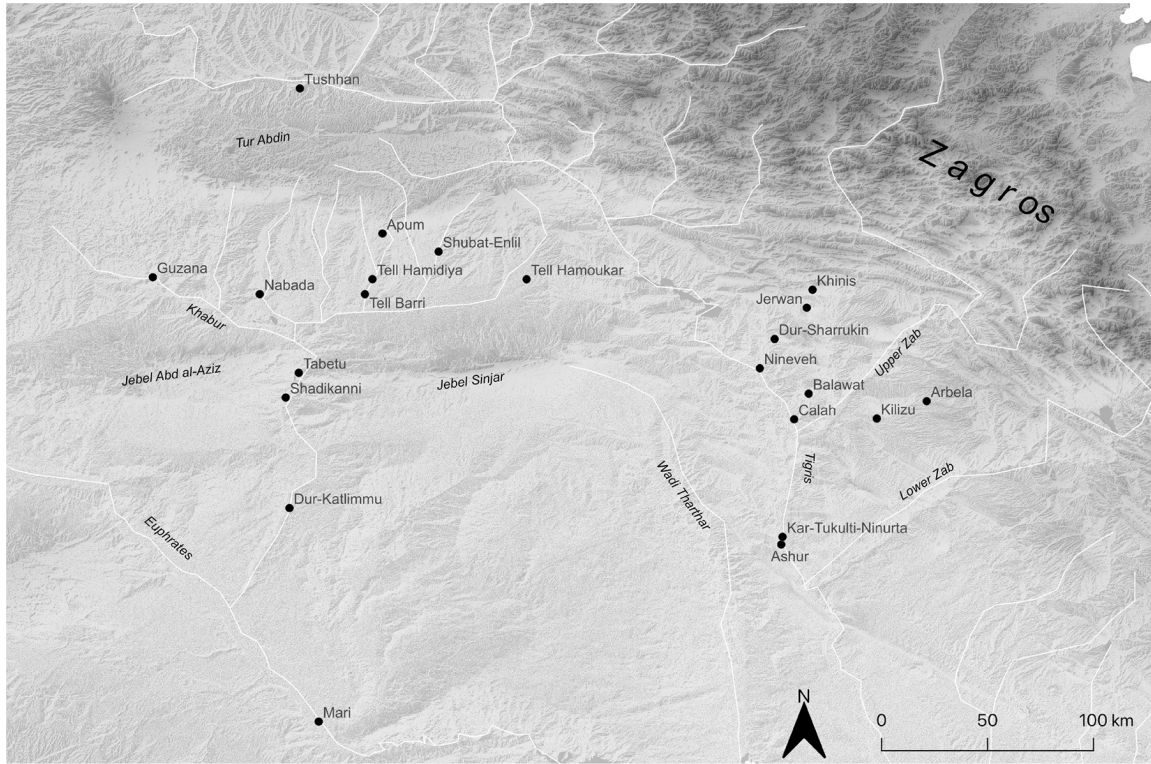 Tushhan
Tur Abdin
Zagros
Apum
Shubat-Enlil
Guzana
Tell Hamidiya
Tell Hamoukar
Nabada
Tell Barri
Khinis
Jerwan
Khabur
Dur-Sharrukin
Upper Zab
Nineveh
Tabetu
Jebel Abd al-Aziz
Jebel Sinjar
Shadikanni
Balawat
Arbela
Calah
Kilizu
Tigris
Lower Zab
Wadi Tharthar
Dur-Katlimmu
Euphrates
Kar-Tukulti-Ninurta
Ashur
Mari
N
0 50 100 km